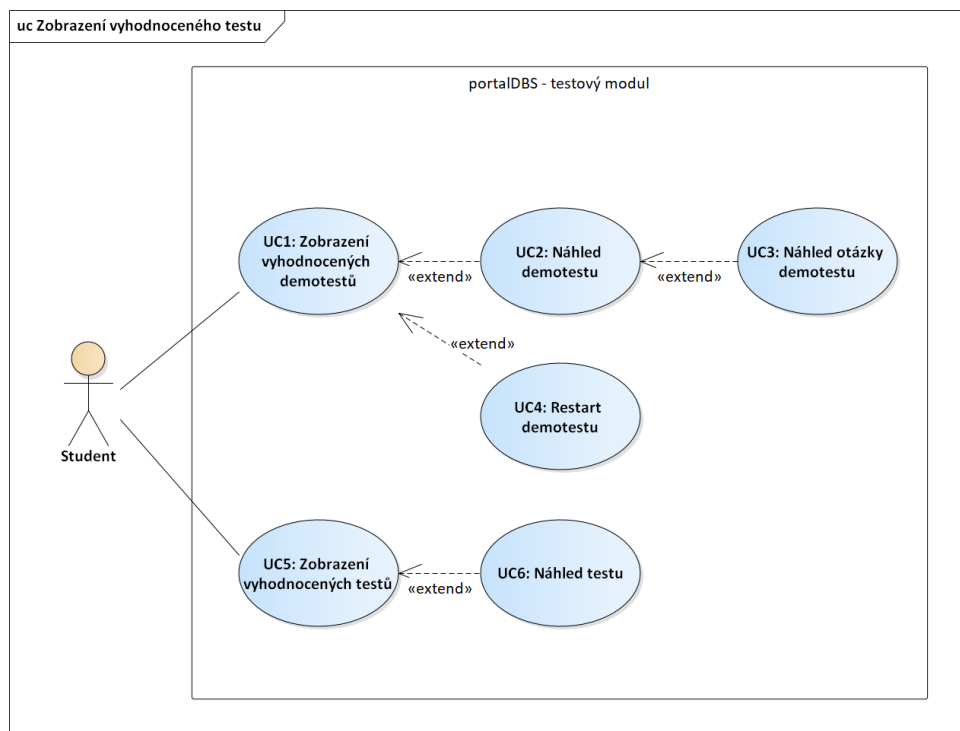 uc Zobrazení vyhodnoceného testu
portalDBS - testový modul
UC1: Zobrazení
vyhodnocených
demotestů
«extend»
UC2: Náhled
demotestu
«extend»
UC3: Náhled otázky
demotestu
«extend»
UC4: Restart
demotestu
Student
UC5: Zobrazení
vyhodnocených testů
«extend»
UC6: Náhled testu